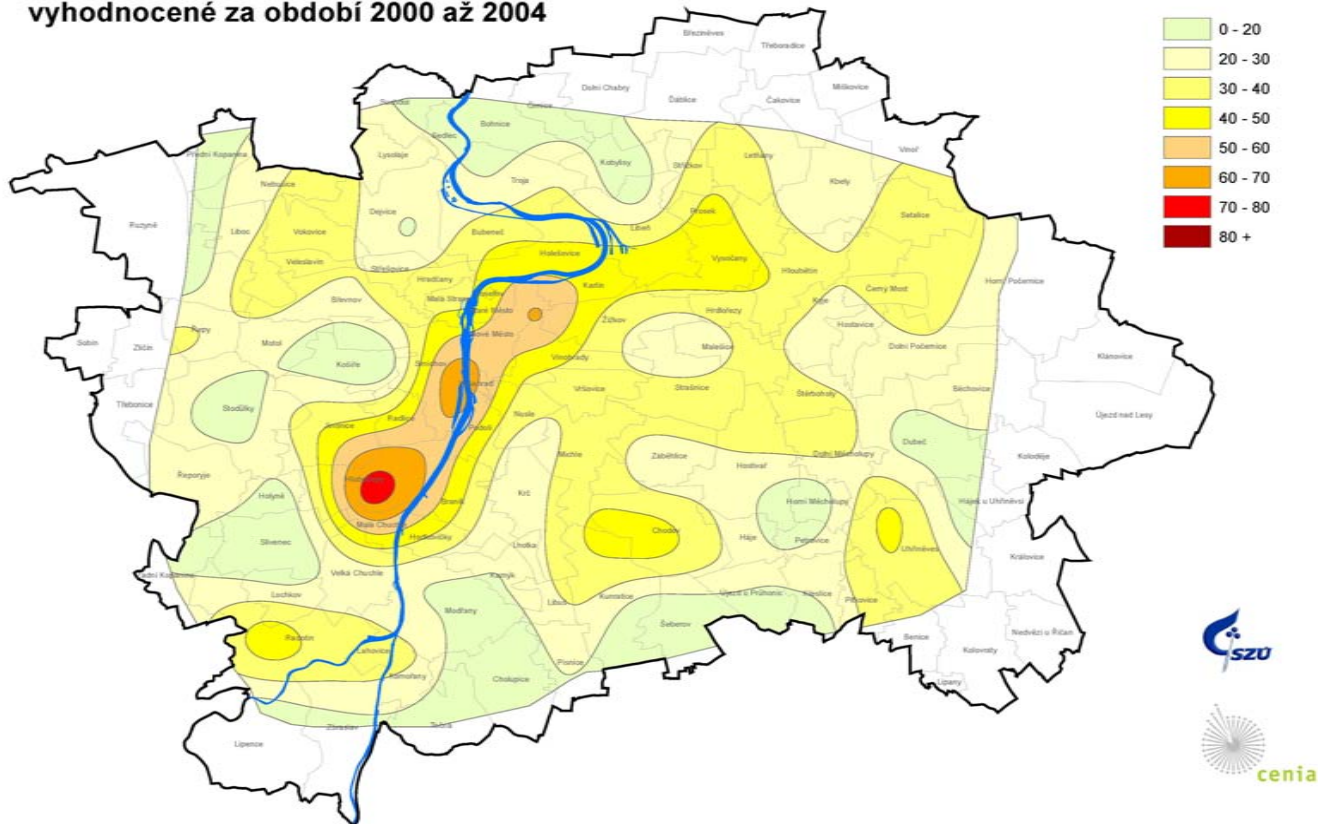 vyhodnocené za období 2000 až 2004
0 - 20
20 - 30
30 - 40
40 - 50
50 - 60
60 - 70
70 - 80
80 +
Březiněves
Třeboradice
Dolní Chabry
Ďáblice
Čakovice
Miškovice
Sedlec
Bohnice
Přední Kopanina
Lysolaje
Kobylisy
Střížkov
Letňany
Vinoř
Nebušice
Troja
Kbely
Ruzyně
Liboc
Vokovice
Dejvice
Bubeneč
Libeň
Prosek
Satalice
Veleslavín
Střešovice
Holešovice
Vysočany
Hloubětín
Hradčany
Karlín
Černý Most
Horní Počernice
Břevnov
Malá Strana
Staré Město
Hrdlořezy
Kyje
Žižkov
Hostavice
Řepy
Nové Město
Sobín
Zličín
Motol
Malešice
Dolní Počernice
Klánovice
Košíře
Smíchov
Vinohrady
Třebonice
Stodůlky
Vršovice
Strašnice
Štěrboholy
Běchovice
Radlice
Nusle
Újezd nad Lesy
Jinonice
Podolí
Dubeč
Michle
Záběhlice
Hostivař
Dolní Měcholupy
Koloděje
Řeporyje
Hlubočepy
Holyně
Krč
Braník
Horní Měcholupy
Hájek u Uhříněvsi
Malá Chuchle
Chodov
Hodkovičky
Háje
Petrovice
Slivenec
Lhotka
Uhříněves
Královice
Zadní Kopanina
Velká Chuchle
Kamýk
Lochkov
Kunratice
Újezd u Průhonic
Křeslice
Pitkovice
Libuš
Modřany
Šeberov
Radotín
Benice
Nedvězí u Říčan
Lahovice
Kolovraty
Písnice
Komořany
Cholupice
Lipany
Zbraslav
Točná
Lipence
SZÚ
cenia